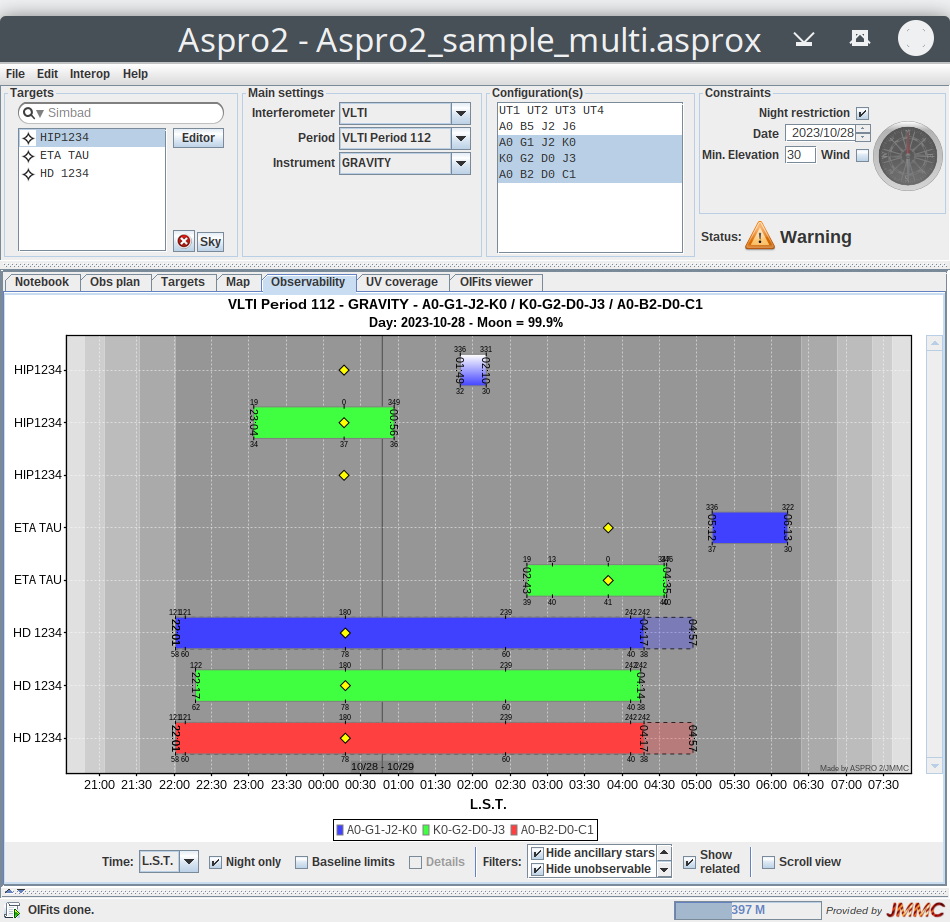 Aspro2 - Aspro2_sample_multi.asprox
File Edit Interop Help
Targets
Simbad
HIP1234
ETA TAU
HD 1234
Editor
Sky
Main settings
Interferometer VLTI
Period VLTI Period 112
Instrument GRAVITY
Configuration(s)
UT1 UT2 UT3 UT4
A0 B5 J2 J6
A0 G1 J2 K0
K0 G2 D0 J3
A0 B2 D0 C1
Constraints
Night restriction
Date 2023/10/28
Min. Elevation 30 Wind
Status: Warning
Notebook Obs plan Targets Map Observability UV coverage OIFits viewer
VLTI Period 112 - GRAVITY - A0-G1-J2-K0 / K0-G2-D0-J3 / A0-B2-D0-C1
Day: 2023-10-28 - Moon = 99.9%
336 331
HIP1234 01:49 02:10
32 30
19 0 349
HIP1234 23:04 00:56
34 37 36
HIP1234
336 322
ETA TAU 05:12 06:13
37 30
19 13 0
ETA TAU 02:43 04:35
39 40 41
121 121 180 239 242 242
HD 1234 22:01 04:17 04:57
58 60 78 60 40 38
122 180 239 242 242
HD 1234 22:17 04:14
62 78 60 40 38
121 121 180 239 242 242
HD 1234 22:01 04:17 04:57
58 60 78 60 40 38
10/28 - 10/29
Made by ASPRO 2/JMMC
21:00 21:30 22:00 22:30 23:00 23:30 00:00 00:30 01:00 01:30 02:00 02:30 03:00 03:30 04:00 04:30 05:00 05:30 06:00 06:30 07:00 07:30
L.S.T.
A0-G1-J2-K0 K0-G2-D0-J3 A0-B2-D0-C1
Time: L.S.T. Night only Baseline limits Details Filters: Hide ancillary stars
Hide unobservable
Show
related
Scroll view
OIFits done.
397 M
Provided by JMMC